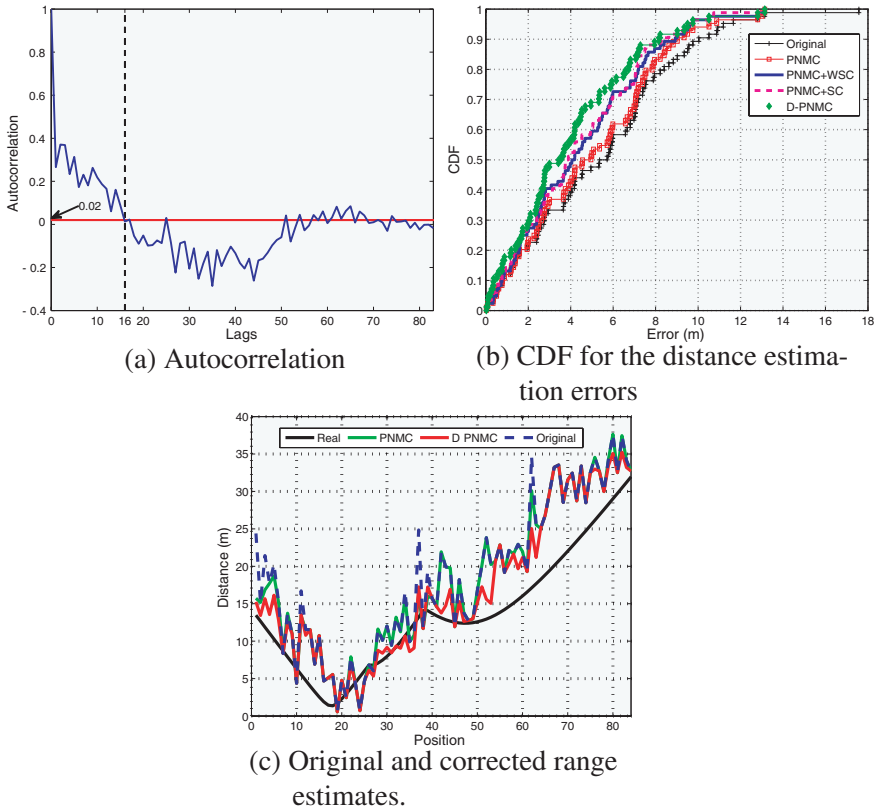 1
0.8
0.6
0.4
0.2
0
- 0.2
- 0.4
Autocorrelation
0.02
0 10 16 20 30 40 50 60 70 80
Lags
(a) Autocorrelation
1
0.9
0.8
0.7
0.6
0.5
0.4
0.3
0.2
0.1
0
CDF
Original
PNMC
PNMC+WSC
PNMC+SC
D-PNMC
0 2 4 6 8 10 12 14 16 18
Error (m)
(b) CDF for the distance estima-
tion errors
40
35
30
25
20
15
10
5
0
Distance (m)
Real PNMC D PNMC Original
0 10 20 30 40 50 60 70 80
Position
(c) Original and corrected range
estimates.